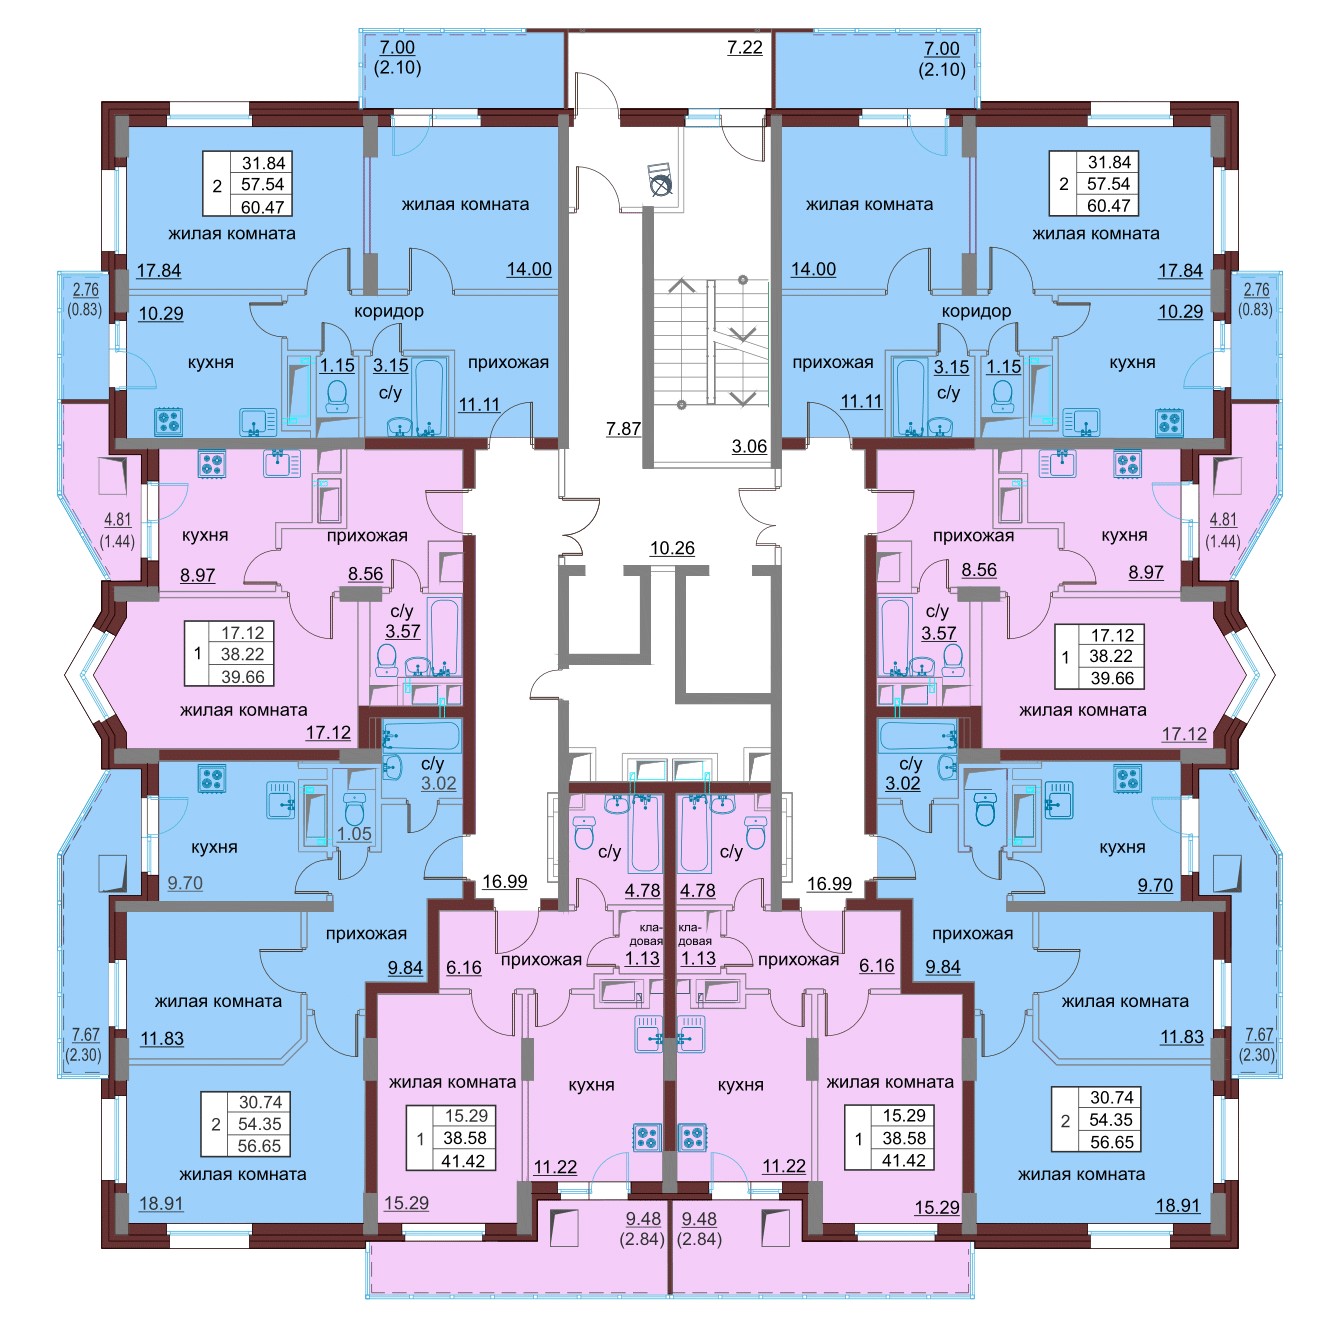 7.00
(2.10)
7.22
7.00
(2.10)
2
31.84
57.54
60.47
жилая комната
17.84
жилая комната
14.00
жилая комната
14.00
2
31.84
57.54
60.47
жилая комната
17.84
2.76
(0.83)
10.29
кухня
коридор
1.15
3.15
с/у
прихожая
11.11
7.87
3.06
коридор
прихожая
11.11
3.15
с/у
1.15
10.29
кухня
2.76
(0.83)
4.81
(1.44)
кухня
8.97
прихожая
8.56
с/у
3.57
10.26
прихожая
8.56
с/у
3.57
кухня
8.97
4.81
(1.44)
1
17.12
38.22
39.66
жилая комната
17.12
1
17.12
38.22
39.66
жилая комната
17.12
с/у
3.02
с/у
3.02
кухня
9.70
1.05
16.99
с/у
4.78
с/у
4.78
16.99
кухня
9.70
прихожая
9.84
6.16
прихожая
кла-
довая
1.13
кла-
довая
1.13
прихожая
6.16
прихожая
9.84
жилая комната
11.83
жилая комната
11.83
7.67
(2.30)
7.67
(2.30)
жилая комната
кухня
кухня
жилая комната
2
30.74
54.35
56.65
жилая комната
18.91
1
15.29
38.58
41.42
15.29
11.22
11.22
1
15.29
38.58
41.42
15.29
2
30.74
54.35
56.65
жилая комната
18.91
9.48
(2.84)
9.48
(2.84)